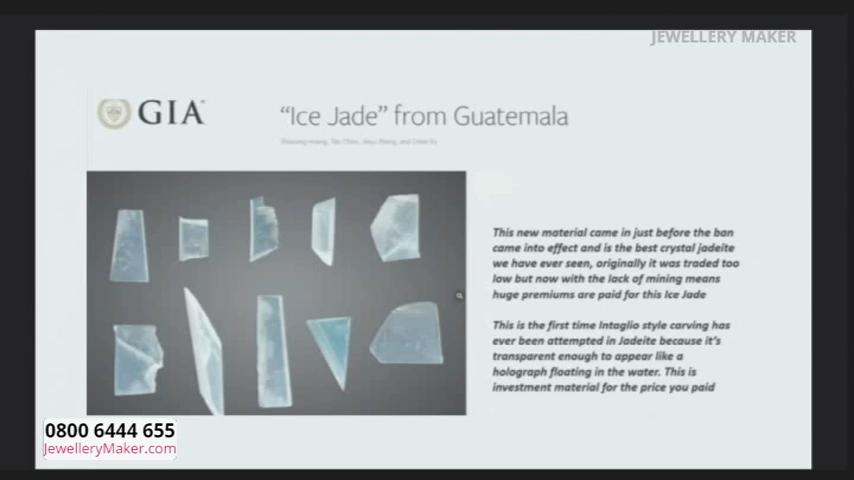 JEWELLERY MAKER
GIA
“Ice Jade” from Guatemala
This new material came in just before the ban
came into effect and is the best crystal jadeite
we have ever seen, originally it was traded too
low but now with the lack of mining means
huge premiums are paid for this Ice Jade
This is the first time Intaglio style carving has
ever been attempted in Jadeite because it's
transparent enough to appear like a
holograph floating in the water. This is
investment material for the price you paid
0800 6444 655
JewelleryMaker.com